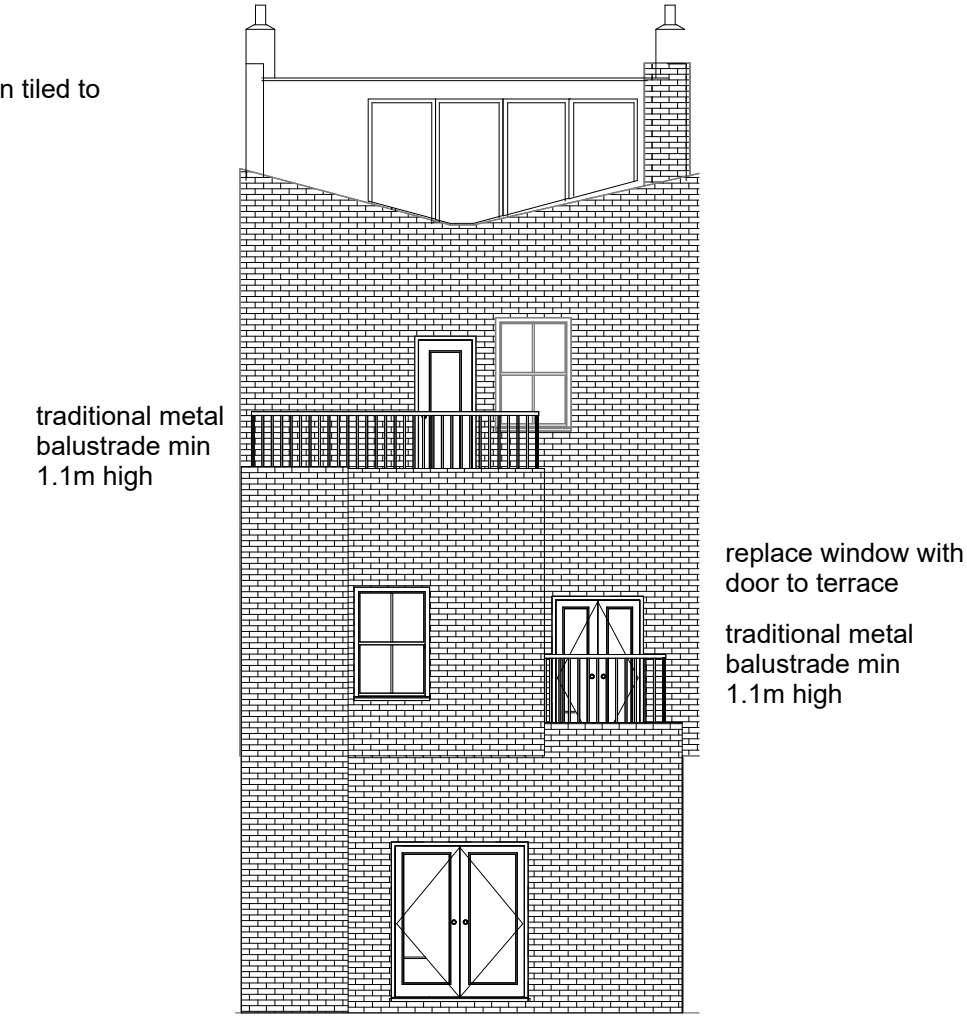 n tiled to
traditional metal
balustrade min
1.1m high
replace window with
door to terrace
traditional metal
balustrade min
1.1m high